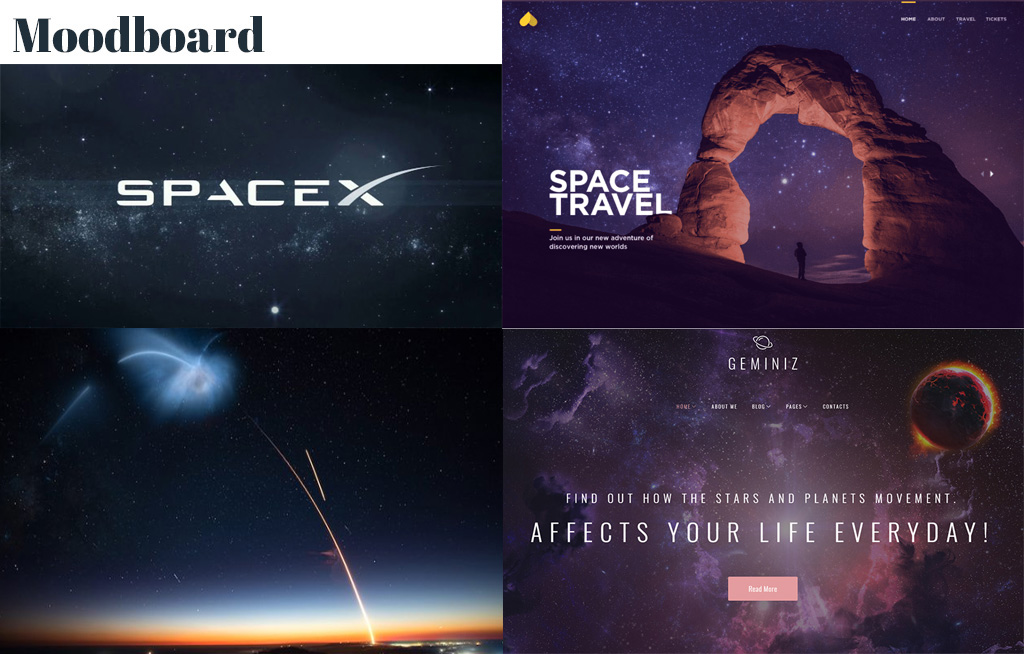 Moodboard
SPACEX
HOME ABOUT TRAVEL TICKETS
SPACE
TRAVEL
Join us in our new adventure of
discovering new worlds
GEMINIZ
HOME ABOUT ME BLOG PAGES CONTACTS
FIND OUT HOW THE STARS AND PLANETS MOVEMENT.
AFFECTS YOUR LIFE EVERYDAY!
Read More